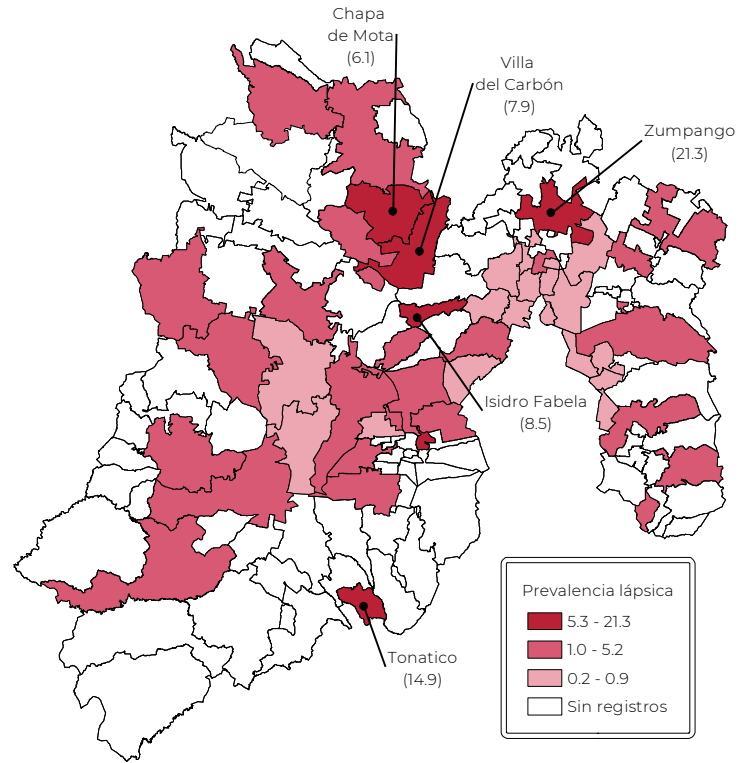 Chapa
de Mota
(6.1)
Villa
del Carbón
(7.9)
Zumpango
(21.3)
Isidro Fabela
(8.5)
Tonatico
(14.9)
Prevalencia lápsica
5.3 - 21.3
1.0 - 5.2
0.2 - 0.9
Sin registros